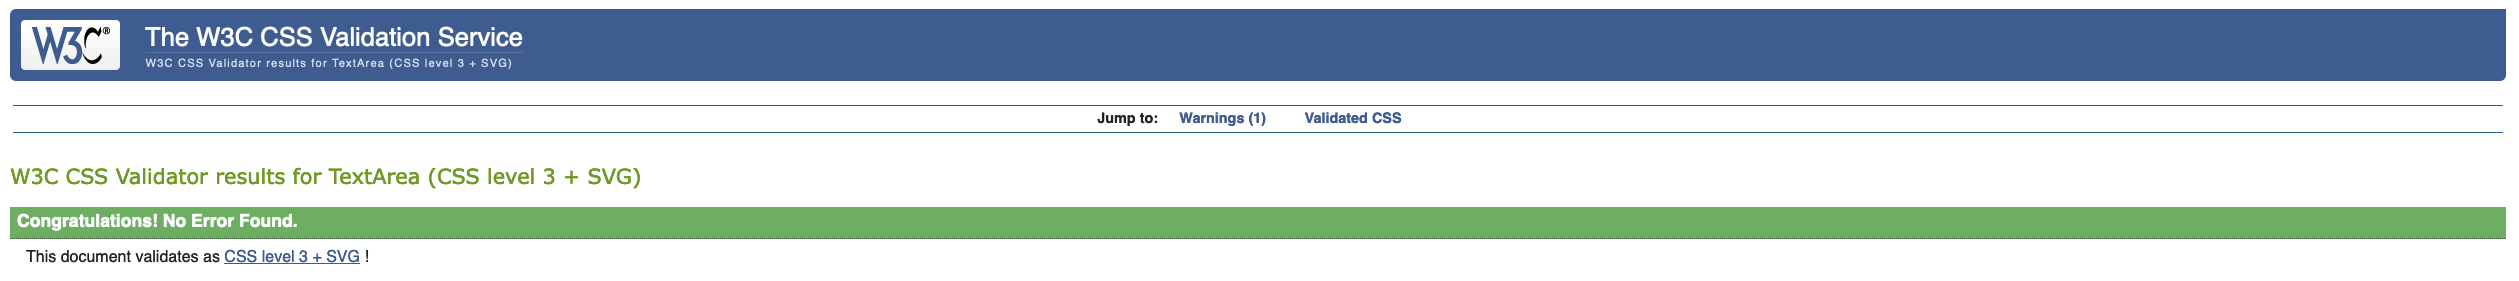 W3C®
The W3C CSS Validation Service
W3C CSS Validator results for TextArea (CSS level 3 + SVG)
Jump to: Warnings (1) Validated CSS
W3C CSS Validator results for TextArea (CSS level 3 + SVG)
Congratulations! No Error Found.
This document validates as CSS level 3 + SVG !